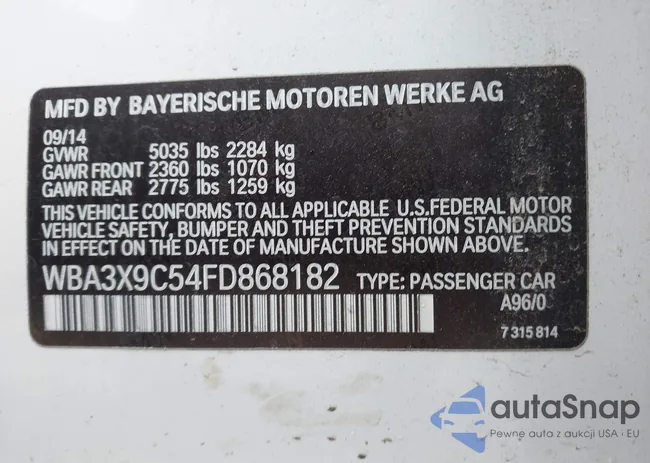 MFD BY BAYERISCHE MOTOREN WERKE AG
09/14
GVWR 5035 lbs 2284 kg
GAWR FRONT 2360 lbs 1070 kg
GAWR REAR 2775 lbs 1259 kg
THIS VEHICLE CONFORMS TO ALL APPLICABLE U.S.FEDERAL MOTOR
VEHICLE SAFETY, BUMPER AND THEFT PREVENTION STANDARDS
IN EFFECT ON THE DATE OF MANUFACTURE SHOWN ABOVE.
WBA3X9C54FD868182 TYPE: PASSENGER CAR
A96/0
7 315 814
autaSnap
Pewne auta z aukcji USA i EU